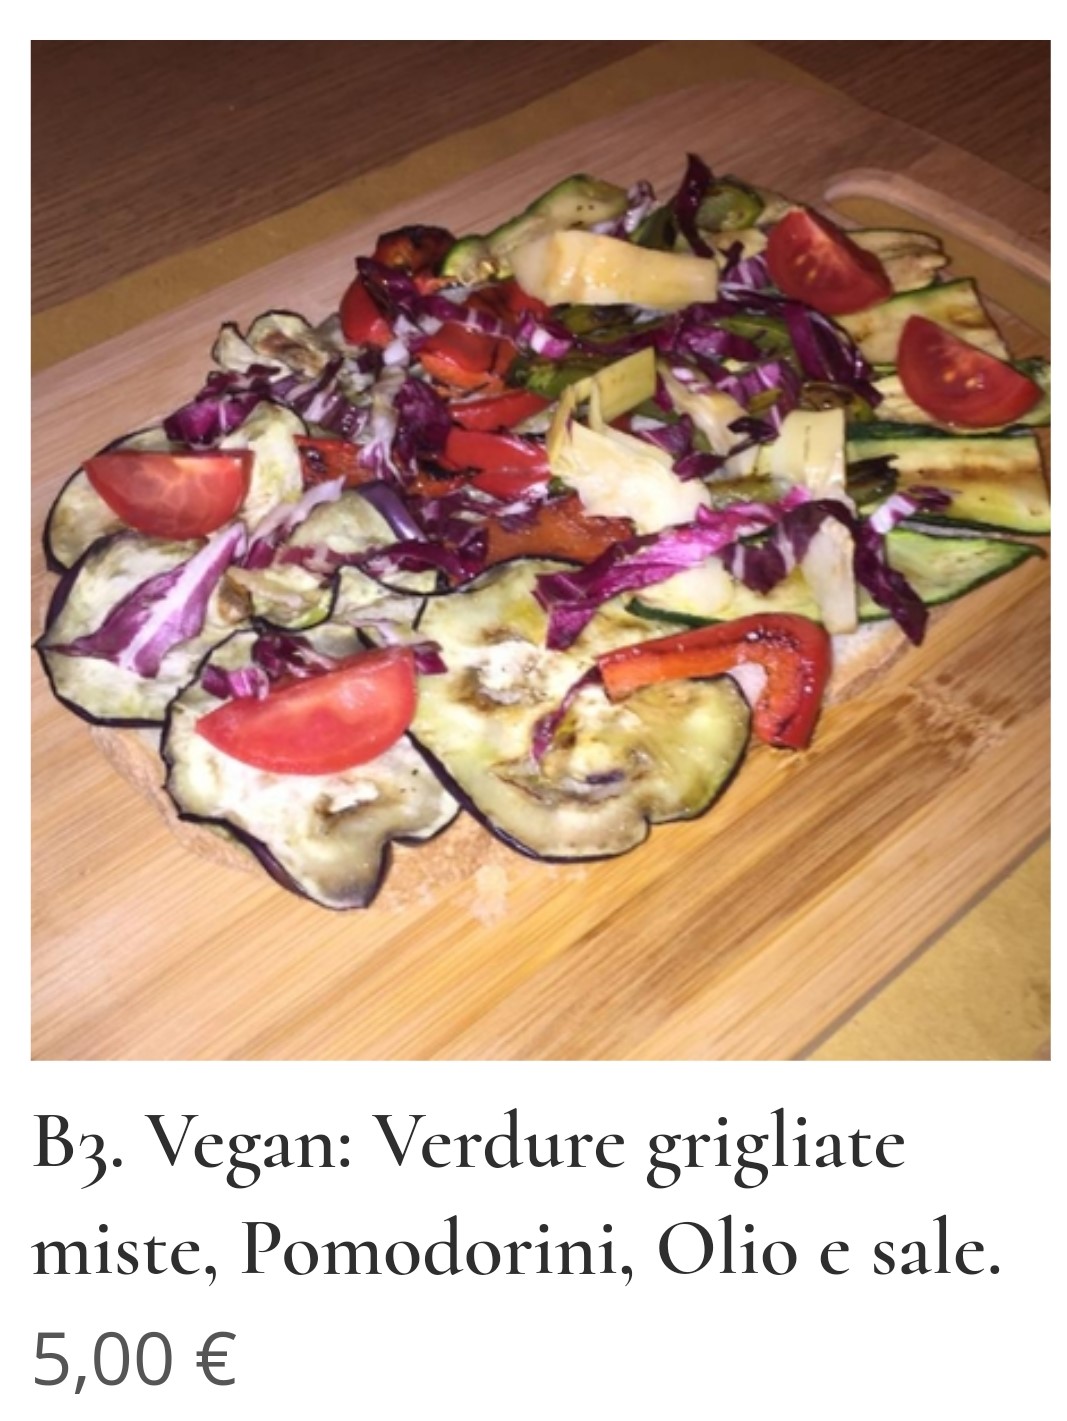 B3. Vegan: Verdure grigliate
miste, Pomodorini, Olio e sale.
5,00 €